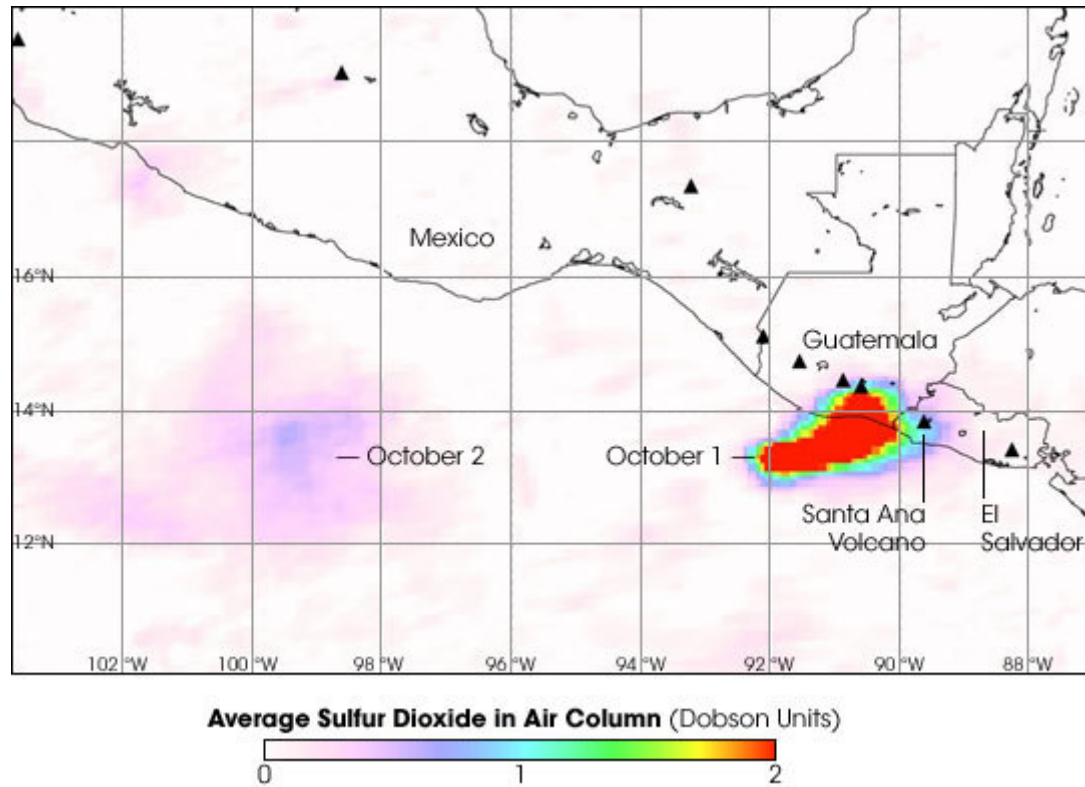 Mexico
16°N
Guatemala
14°N
October 2
October 1
Santa Ana
Volcano
El
Salvador
12°N
102°W 100°W 98°W 96°W 94°W 92°W 90°W 88°W
Average Sulfur Dioxide in Air Column (Dobson Units)
0 1 2